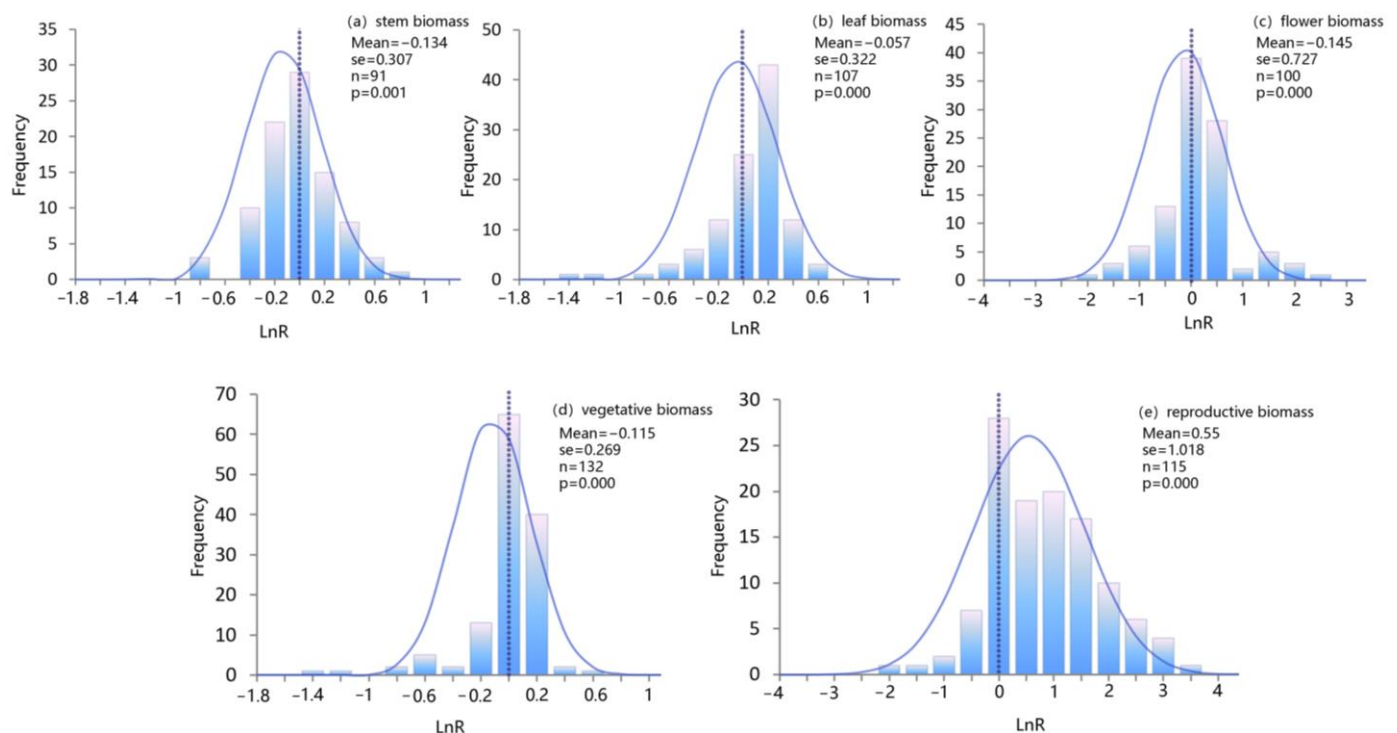 (a) stem biomass
Mean=−0.134
se=0.307
n=91
p=0.001
Frequency
35
30
25
20
15
10
5
0
−1.8 −1.4 −1 −0.6 −0.2 0.2 0.6 1
LnR
(b) leaf biomass
Mean=−0.057
se=0.322
n=107
p=0.000
Frequency
50
40
30
20
10
0
−1.8 −1.4 −1 −0.6 −0.2 0.2 0.6 1
LnR
(c) flower biomass
Mean=−0.145
se=0.727
n=100
p=0.000
Frequency
45
40
35
30
25
20
15
10
5
0
−4 −3 −2 −1 0 1 2 3
LnR
(d) vegetative biomass
Mean=−0.115
se=0.269
n=132
p=0.000
Frequency
70
60
50
40
30
20
10
0
−1.8 −1.4 −1 −0.6 −0.2 0.2 0.6 1
LnR
(e) reproductive biomass
Mean=0.55
se=1.018
n=115
p=0.000
Frequency
30
25
20
15
10
5
0
−4 −3 −2 −1 0 1 2 3 4
LnR